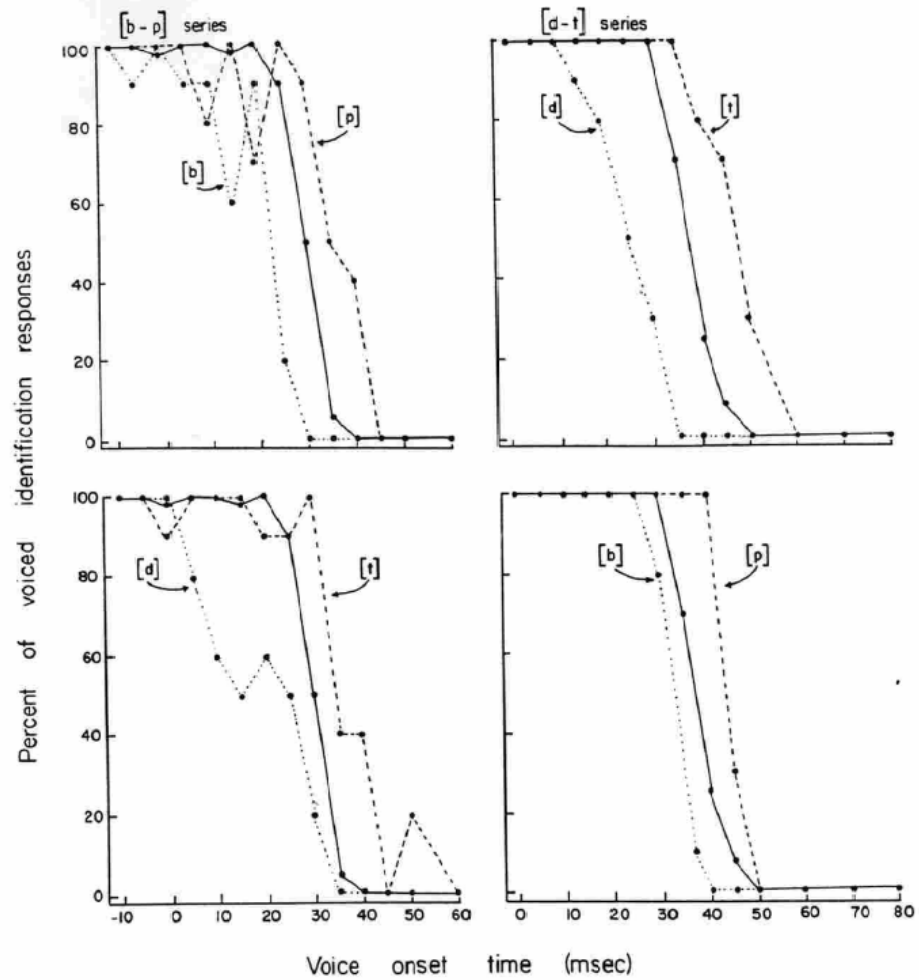 [b-p] series
[d-t] series
100
80
60
40
20
0
[b]
[p]
[d]
[t]
Percent of voiced identification responses
100
80
60
40
20
0
[d]
[t]
[b]
[p]
-10 0 10 20 30 40 50 60
0 10 20 30 40 50 60 70 80
Voice onset time (msec)